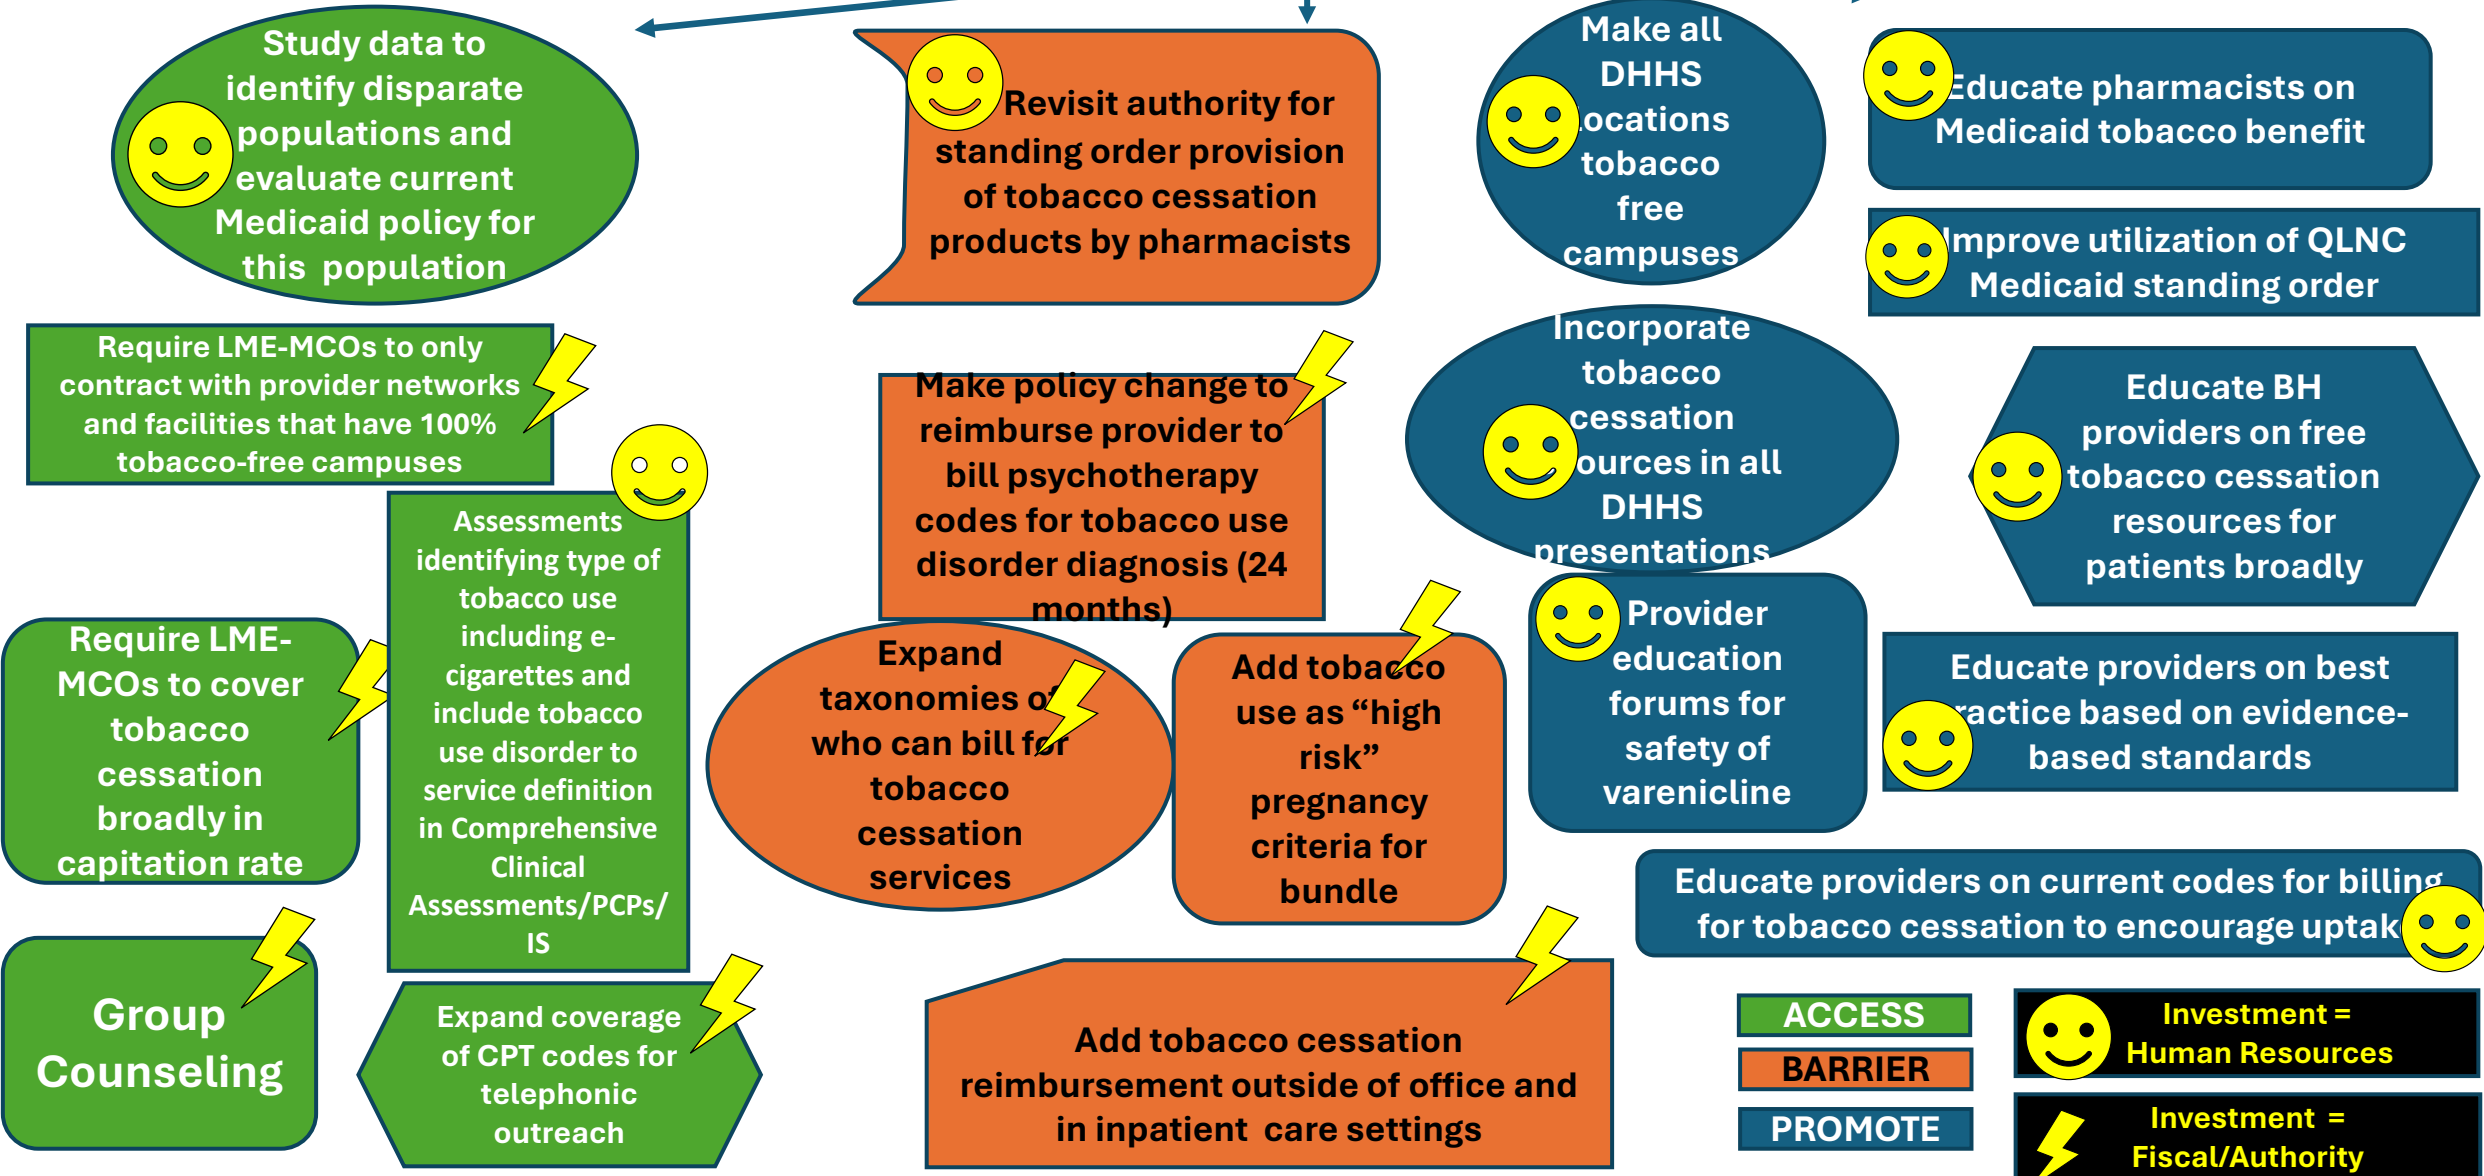 Study data to
identify disparate
populations and
evaluate current
Medicaid policy for
this population
Revisit authority for
standing order provision
of tobacco cessation
products by pharmacists
Make all
DHHS
locations
tobacco
free
campuses
Educate pharmacists on
Medicaid tobacco benefit
Improve utilization of QLNC
Medicaid standing order
Require LME-MCOs to only
contract with provider networks
and facilities that have 100%
tobacco-free campuses
Make policy change to
reimburse provider to
bill psychotherapy
codes for tobacco use
disorder diagnosis (24
months)
Incorporate
tobacco
cessation
ources in all
DHHS
presentations
Educate BH
providers on free
tobacco cessation
resources for
patients broadly
Assessments
identifying type of
tobacco use
including e-
cigarettes and
include tobacco
use disorder to
service definition
in Comprehensive
Clinical
Assessments/PCPs/
IS
Require LME-
MCOs to cover
tobacco
cessation
broadly in
capitation rate
Expand
taxonomies of
who can bill for
tobacco
cessation
services
Add tobacco
use as “high
risk”
pregnancy
criteria for
bundle
Provider
education
forums for
safety of
varenicline
Educate providers on best
practice based on evidence-
based standards
Educate providers on current codes for billing
for tobacco cessation to encourage uptake
Group
Counseling
Expand coverage
of CPT codes for
telephonic
outreach
Add tobacco cessation
reimbursement outside of office and
in inpatient care settings
ACCESS
BARRIER
PROMOTE
Investment =
Human Resources
Investment =
Fiscal/Authority